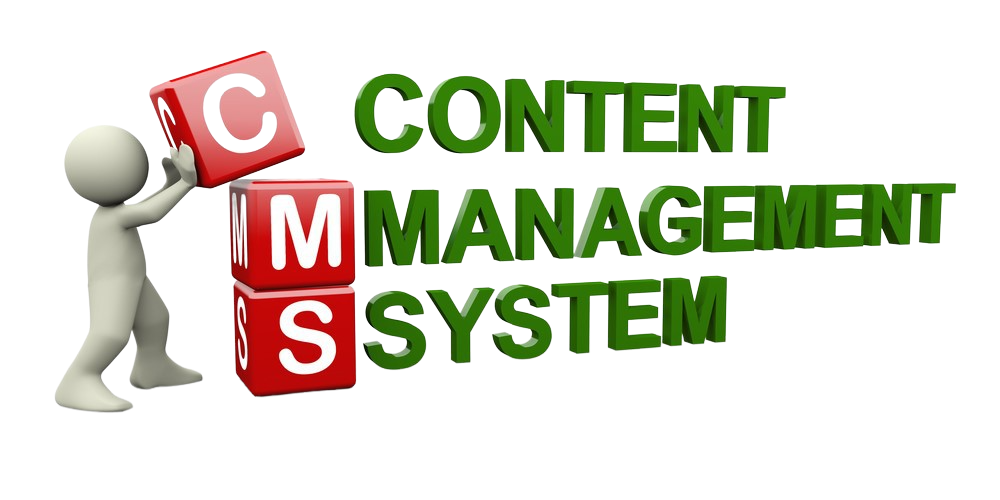 C C CONTENT
M M MANAGEMENT
S S SYSTEM